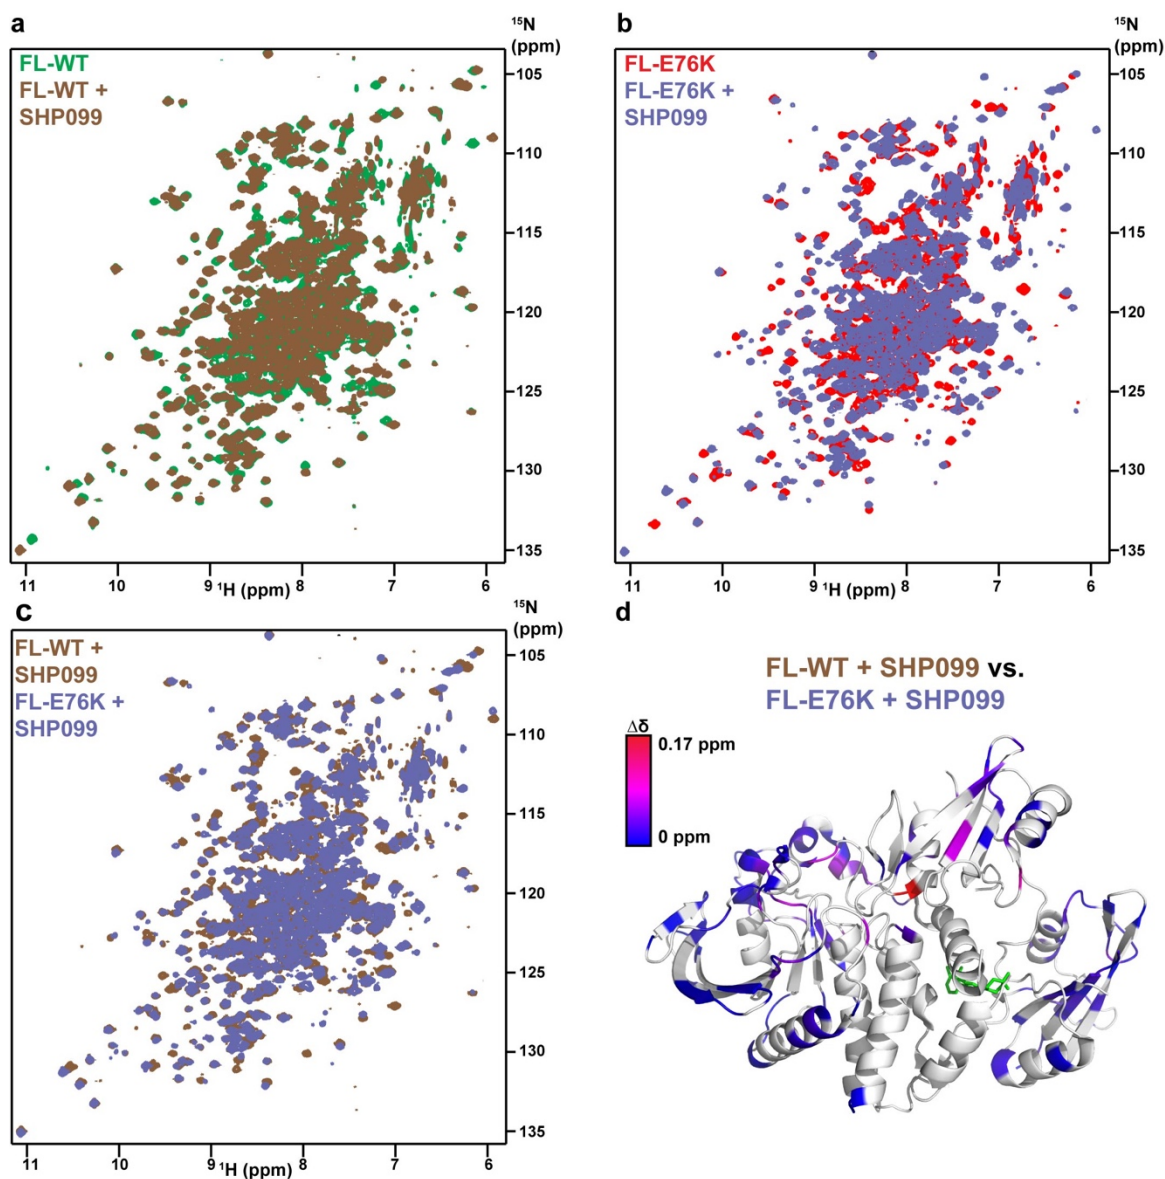 a
FL-WT
FL-WT +
SHP099
15N
(ppm)
105
110
115
120
125
130
135
11
10
9
8
7
6
1H (ppm)
b
FL-E76K
FL-E76K +
SHP099
15N
(ppm)
105
110
115
120
125
130
135
11
10
9
8
7
6
1H (ppm)
c
FL-WT +
SHP099
FL-E76K +
SHP099
15N
(ppm)
105
110
115
120
125
130
135
11
10
9
8
7
6
1H (ppm)
d
FL-WT + SHP099 vs.
FL-E76K + SHP099
Δδ
0.17 ppm
0 ppm